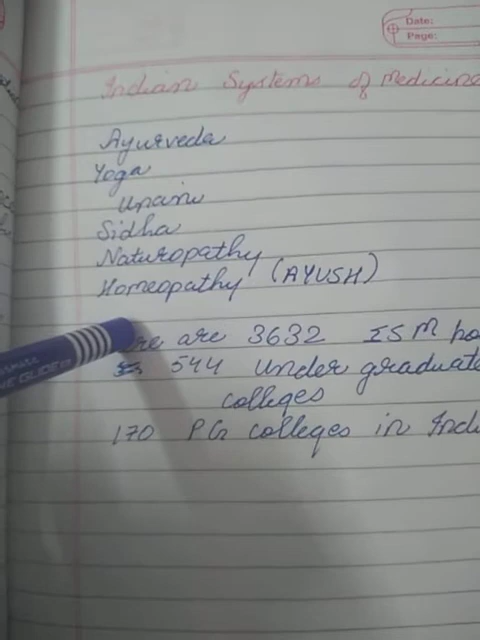 Date:
Page:
Indian Systems of Medicine
Ayurveda
Yoga
Unani
Sidha
Naturopathy
Homeopathy (AYUSH)
are 3632 ISM
544 Under graduate
colleges
170 PG colleges in